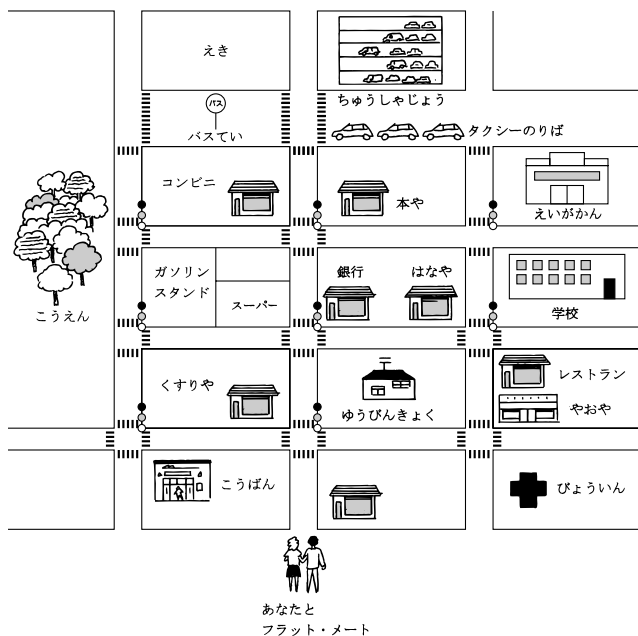 えき
バス
バスてい
ちゅうしゃじょう
タクシーのりば
コンビニ
本や
えいがかん
こうえん
ガソリン
スタンド
スーパー
銀行
はなや
学校
くすりや
ゆうびんきょく
レストラン
やおや
こうばん
びょういん
あなたと
フラット・メート